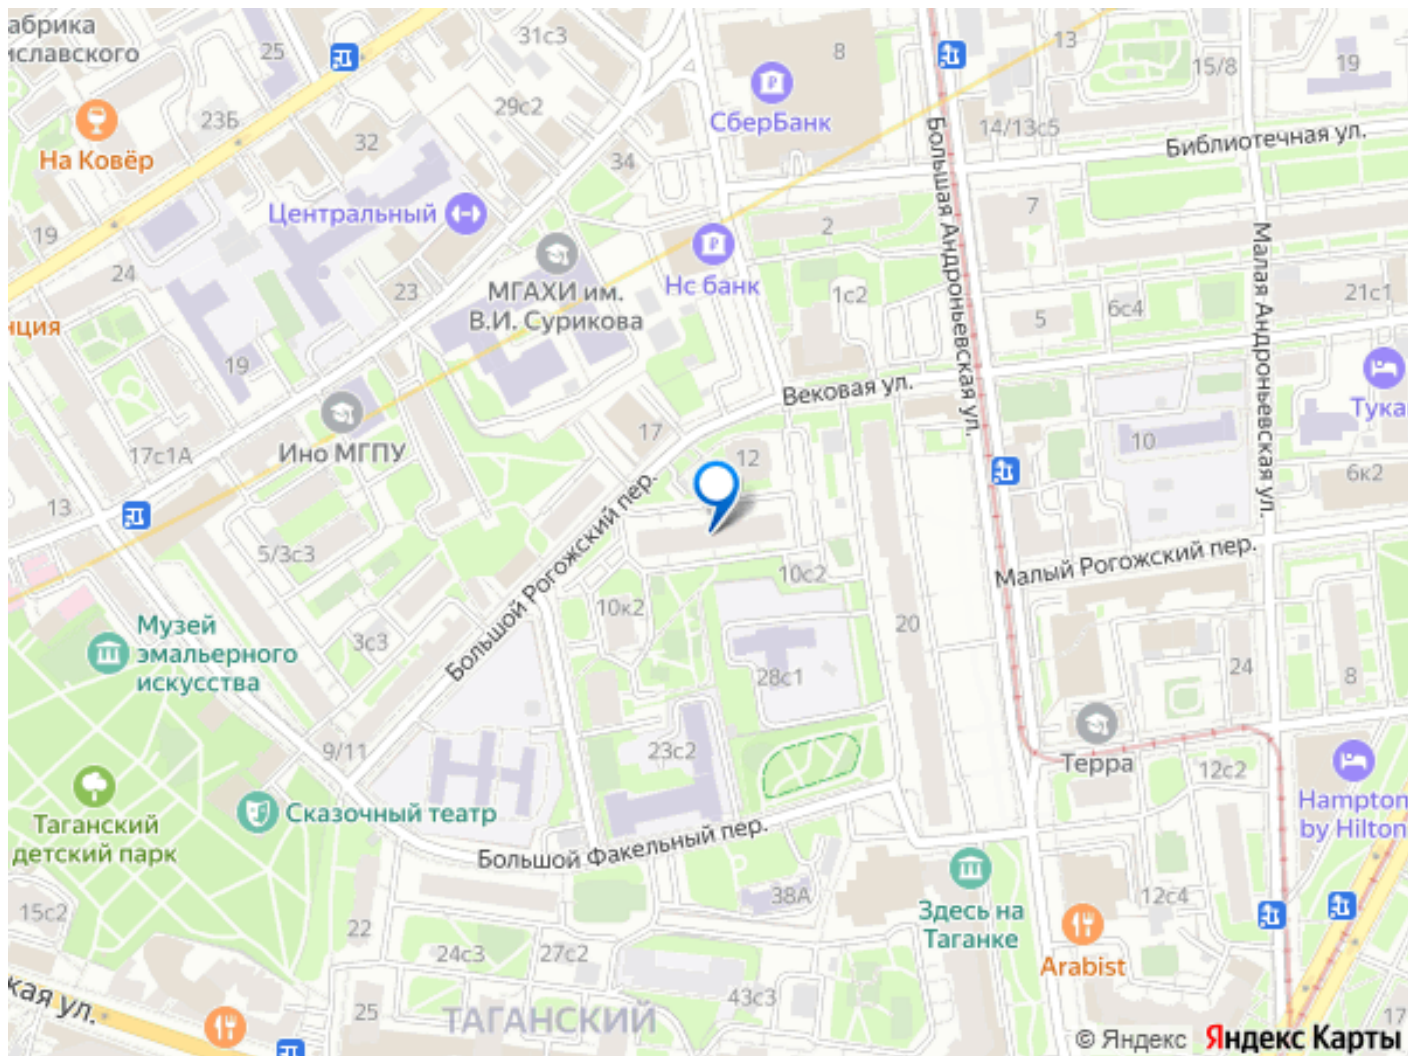 абрика
иславского
25
31с3
8
13
15/8
19
СберБанк
23Б
29с2
14/13с5
На Ковёр
32
34
Библиотечная ул.
Большая Андроньевская ул.
Центральный
7
2
19
24
МГАХИ им.
В.И. Сурикова
Нс банк
23
1с2
6с4
21с1
5
нция
19
Малая Андроньевская ул.
Вековая ул.
Тука
17с1А
Ино МГПУ
17
12
10
6к2
13
5/3с3
Большой Рогожский пер.
Малый Рогожский пер.
10с2
10к2
Музей
эмальерного
искусства
3с3
20
28с1
24
8
9/11
23с2
Терра
12с2
Hampton
by Hilton
Таганский
детский парк
Сказочный театр
Большой Факельный пер.
38А
12с4
15с2
22
Здесь на
Таганке
24с3
27с2
Arabist
43с3
кая ул.
25
ТАГАНСКИЙ
17
© Яндекс Яндекс Карты